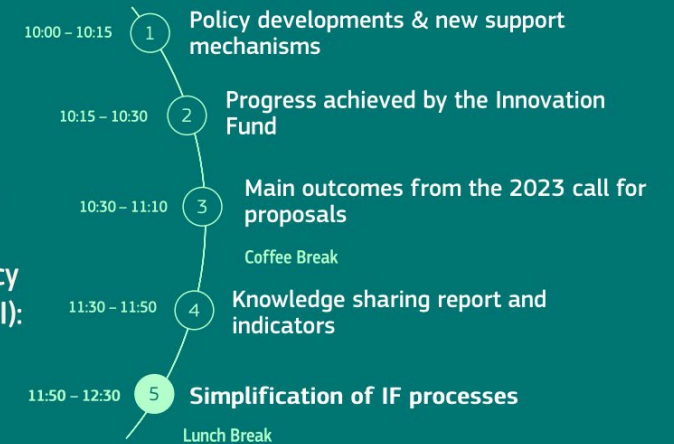 10:00 – 10:15
1
Policy developments & new support
mechanisms
10:15 – 10:30
2
Progress achieved by the Innovation
Fund
10:30 – 11:10
3
Main outcomes from the 2023 call for
proposals
Coffee Break
cy
I):
11:30 – 11:50
4
Knowledge sharing report and
indicators
11:50 – 12:30
5
Simplification of IF processes
Lunch Break